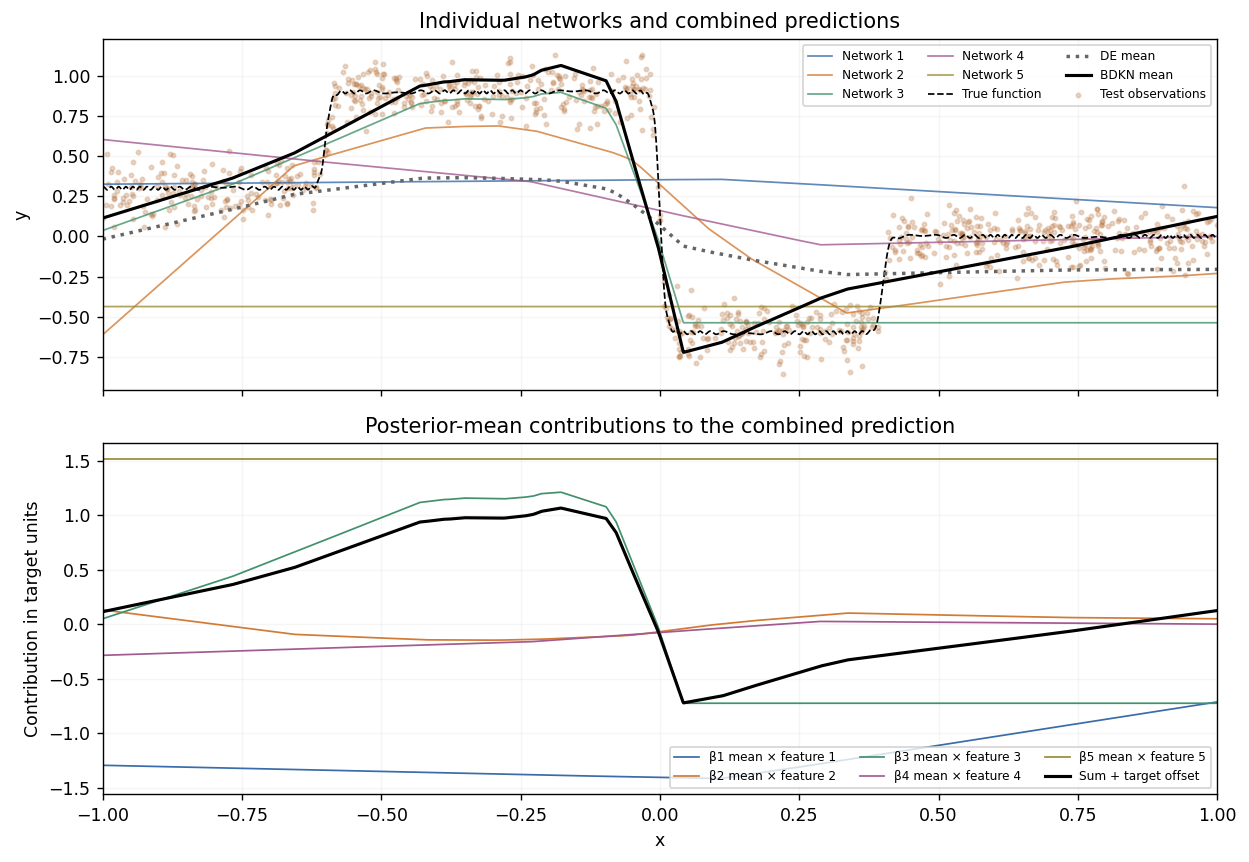 Individual networks and combined predictions
Network 1
Network 2
Network 3
Network 4
Network 5
True function
DE mean
BDKN mean
Test observations
y
1.00
0.75
0.50
0.25
0.00
−0.25
−0.50
−0.75
Posterior-mean contributions to the combined prediction
Contribution in target units
1.5
1.0
0.5
0.0
−0.5
−1.0
−1.5
β1 mean × feature 1
β2 mean × feature 2
β3 mean × feature 3
β4 mean × feature 4
β5 mean × feature 5
Sum + target offset
−1.00 −0.75 −0.50 −0.25 0.00 0.25 0.50 0.75 1.00
x